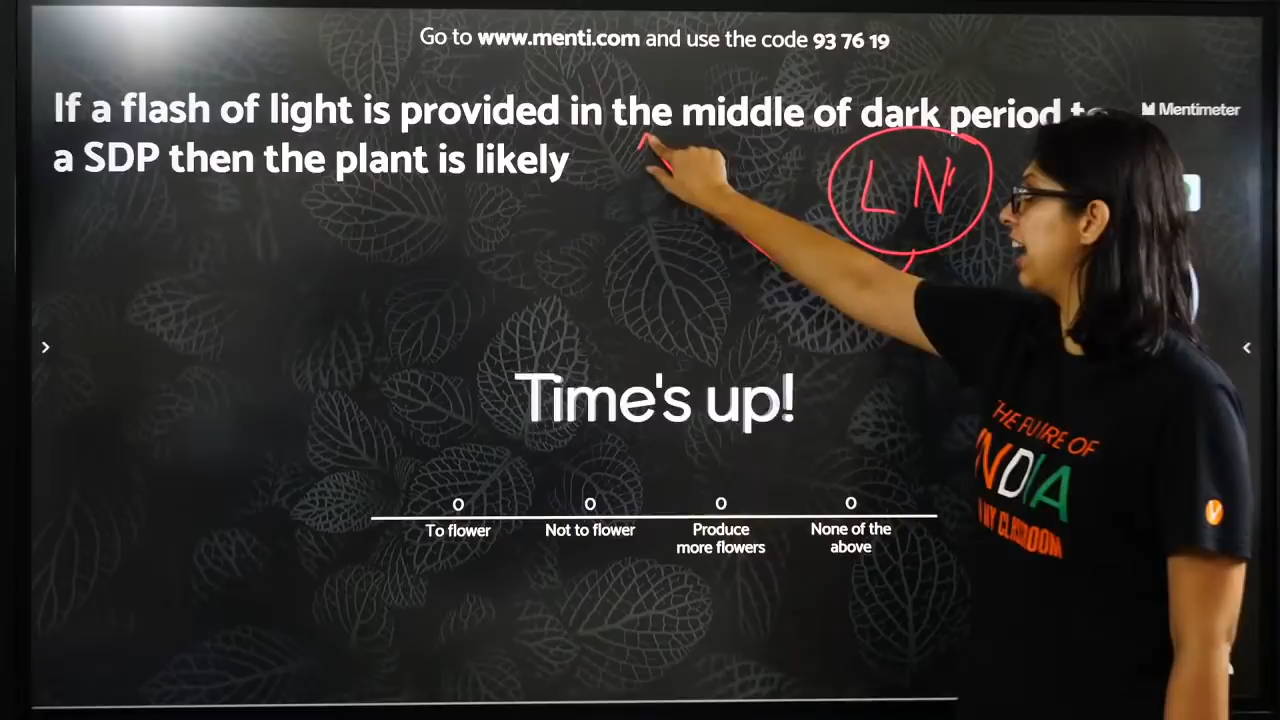 Go to www.menti.com and use the code 93 76 19
If a flash of light is provided in the middle of dark period
Mentimeter
a SDP then the plant is likely
LN
Time's up!
0 0 0 0
To flower
Not to flower
Produce
more flowers
None of the
above
THE FUTURE OF
INDIA
MY CLASSROOM